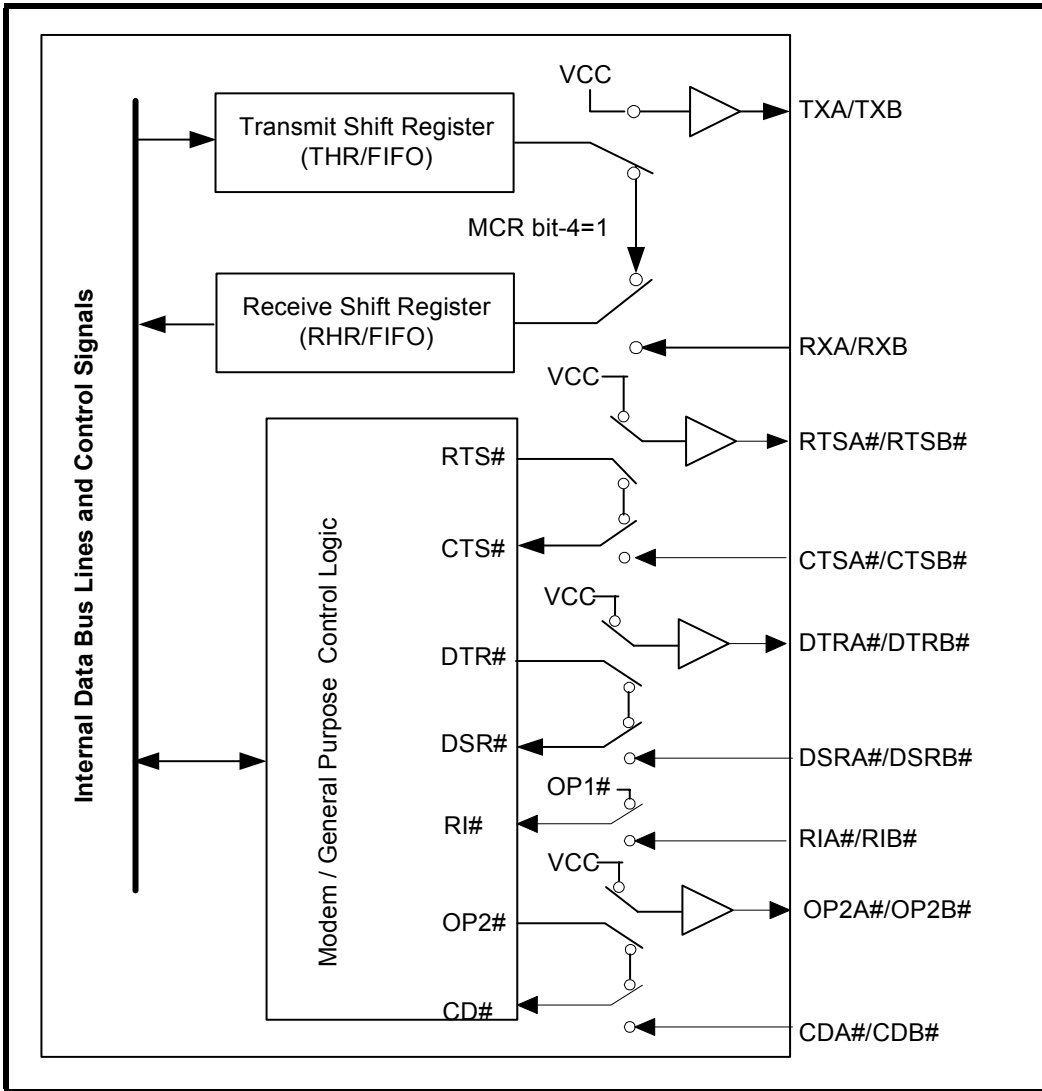 VCC
TXA/TXB
Transmit Shift Register
(THR/FIFO)
MCR bit-4=1
Receive Shift Register
(RHR/FIFO)
RXA/RXB
VCC
RTSA#/RTSB#
RTS#
CTS#
CTSA#/CTSB#
VCC
DTRA#/DTRB#
DTR#
DSR#
DSRA#/DSRB#
OP1#
RI#
RIA#/RIB#
VCC
OP2A#/OP2B#
OP2#
CD#
CDA#/CDB#
Internal Data Bus Lines and Control Signals
Modem / General Purpose Control Logic